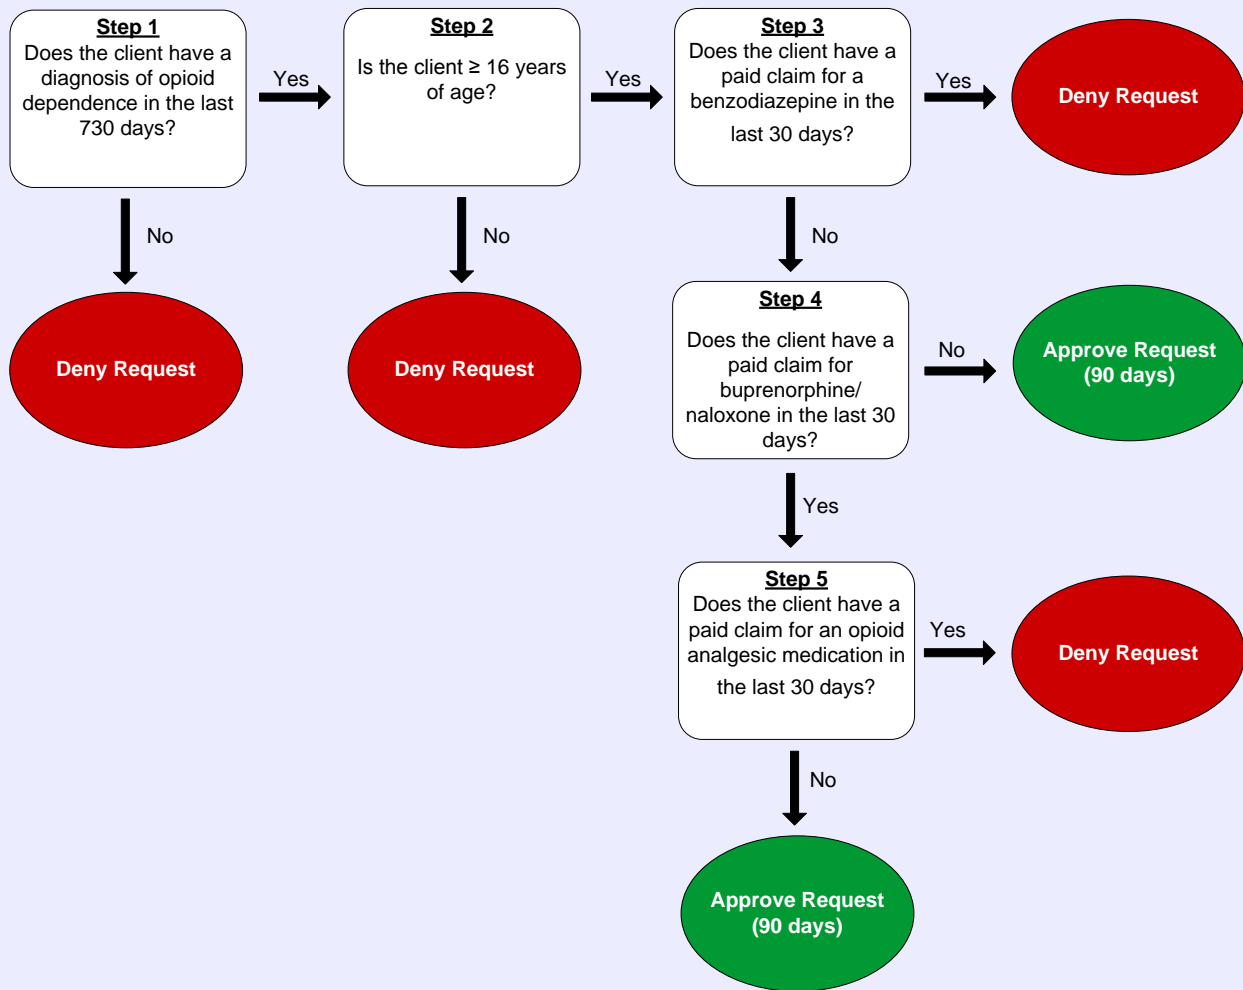 Step 1
Does the client have a
diagnosis of opioid
dependence in the last
730 days?
Yes
Step 2
Is the client ≥ 16 years
of age?
Yes
Step 3
Does the client have a
paid claim for a
benzodiazepine in the
last 30 days?
Yes
Deny Request
No
No
No
Deny Request
Deny Request
Step 4
Does the client have a
paid claim for
buprenorphine/
naloxone in the last 30
days?
No
Approve Request
(90 days)
Yes
Step 5
Does the client have a
paid claim for an opioid
analgesic medication in
the last 30 days?
Yes
Deny Request
No
Approve Request
(90 days)